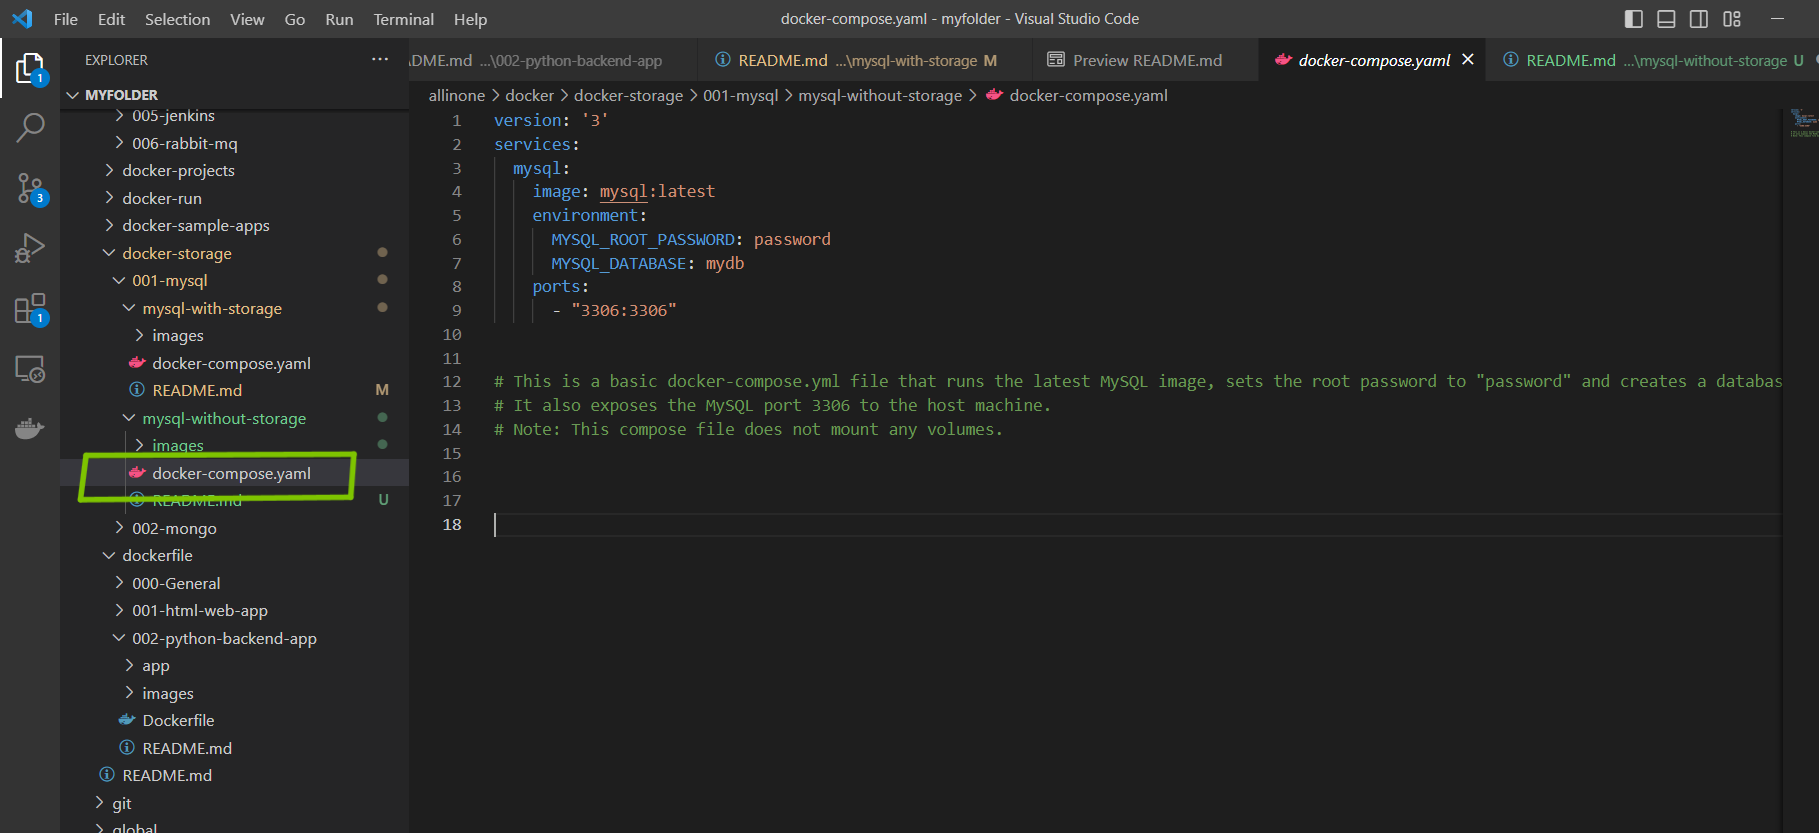 File Edit Selection View Go Run Terminal Help
docker-compose.yaml - myfolder - Visual Studio Code
EXPLORER ···
DME.md ...\002-python-backend-app
README.md ...\mysql-with-storage M
Preview README.md
docker-compose.yaml
README.md ...\mysql-without-storage U
allinone > docker > docker-storage > 001-mysql > mysql-without-storage > docker-compose.yaml
1
3
1
MYFOLDER
005-jenkins
006-rabbit-mq
docker-projects
docker-run
docker-sample-apps
docker-storage
001-mysql
mysql-with-storage
images
docker-compose.yaml
README.md M
mysql-without-storage
images
docker-compose.yaml
README.md U
002-mongo
dockerfile
000-General
001-html-web-app
002-python-backend-app
app
images
Dockerfile
README.md
README.md
git
global
1 version: '3'
2 services:
3 mysql:
4 image: mysql:latest
5 environment:
6 MYSQL_ROOT_PASSWORD: password
7 MYSQL_DATABASE: mydb
8 ports:
9 - "3306:3306"
10
11
12 # This is a basic docker-compose.yml file that runs the latest MySQL image, sets the root password to "password" and creates a databas
13 # It also exposes the MySQL port 3306 to the host machine.
14 # Note: This compose file does not mount any volumes.
15
16
17
18